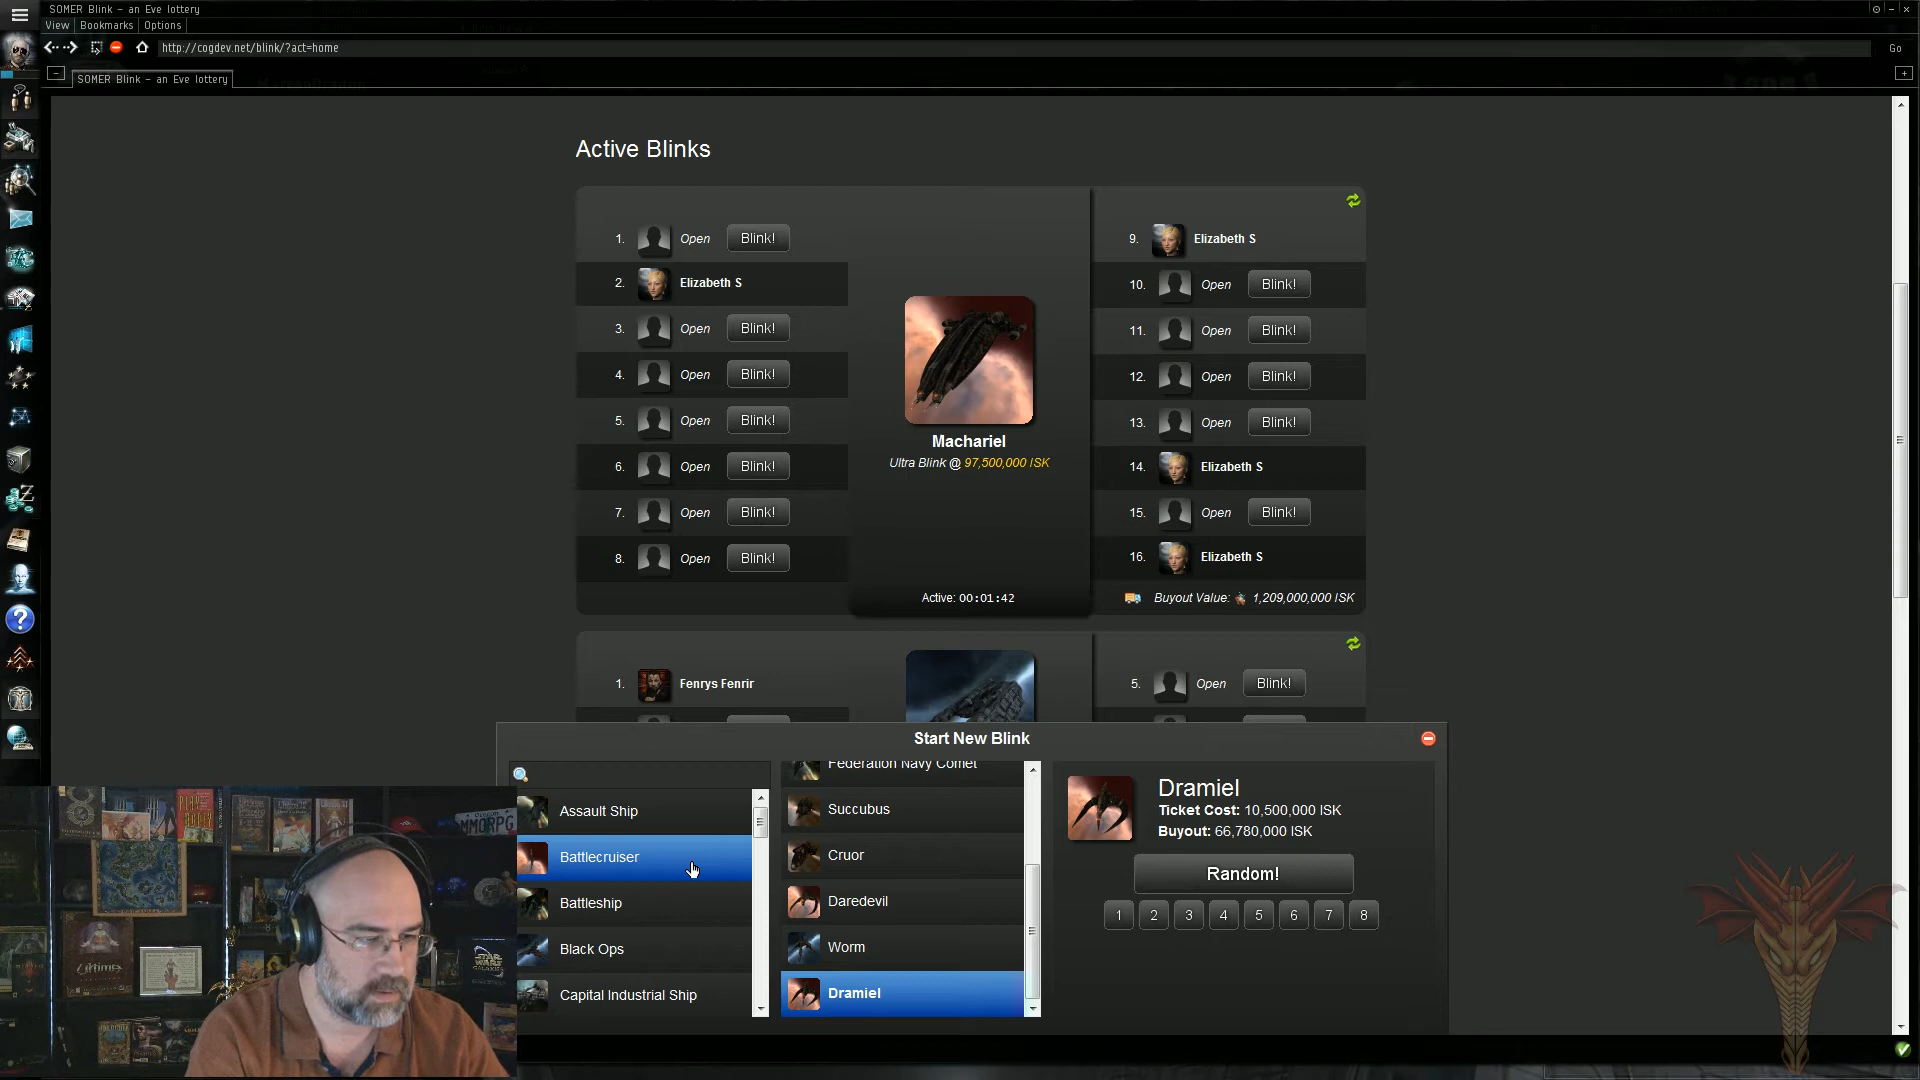 SOMER Blink – an Eve lottery
View Bookmarks Options
http://cogdev.net/blink/?act=home
Go
SOMER Blink – an Eve lottery
Active Blinks
1. Open Blink!
2. Elizabeth S
3. Open Blink!
4. Open Blink!
5. Open Blink!
6. Open Blink!
7. Open Blink!
8. Open Blink!
Machariel
Ultra Blink @ 97,500,000 ISK
Active: 00:01:42
9. Elizabeth S
10. Open Blink!
11. Open Blink!
12. Open Blink!
13. Open Blink!
14. Elizabeth S
15. Open Blink!
16. Elizabeth S
Buyout Value: 1,209,000,000 ISK
1. Fenrys Fenrir
5. Open Blink!
Start New Blink
Assault Ship
Battlecruiser
Battleship
Black Ops
Capital Industrial Ship
Federation Navy Comet
Succubus
Cruor
Daredevil
Worm
Dramiel
Dramiel
Ticket Cost: 10,500,000 ISK
Buyout: 66,780,000 ISK
Random!
1 2 3 4 5 6 7 8
MMORPG
Ultima
STAR WARS GALAXIES